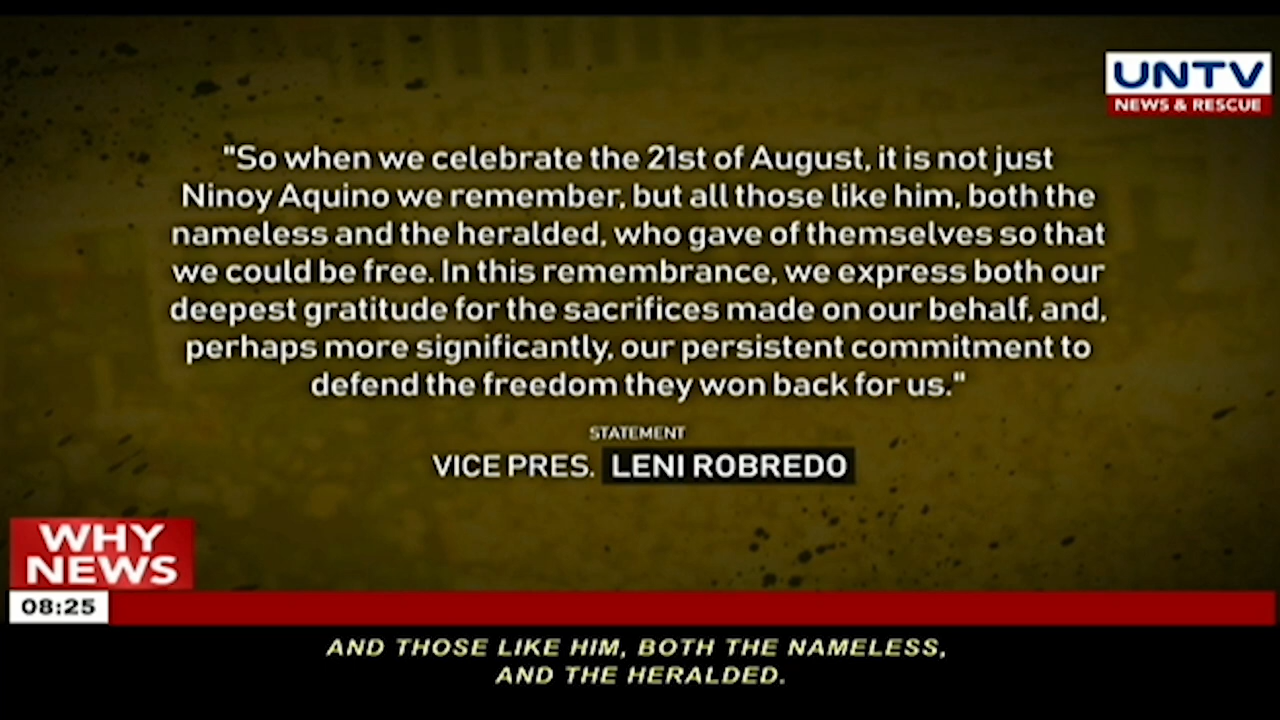 UNTV
NEWS & RESCUE
"So when we celebrate the 21st of August, it is not just
Ninoy Aquino we remember, but all those like him, both the
nameless and the heralded, who gave of themselves so that
we could be free. In this remembrance, we express both our
deepest gratitude for the sacrifices made on our behalf, and,
perhaps more significantly, our persistent commitment to
defend the freedom they won back for us."
STATEMENT
VICE PRES. LENI ROBREDO
WHY
NEWS
08:25
AND THOSE LIKE HIM, BOTH THE NAMELESS,
AND THE HERALDED.